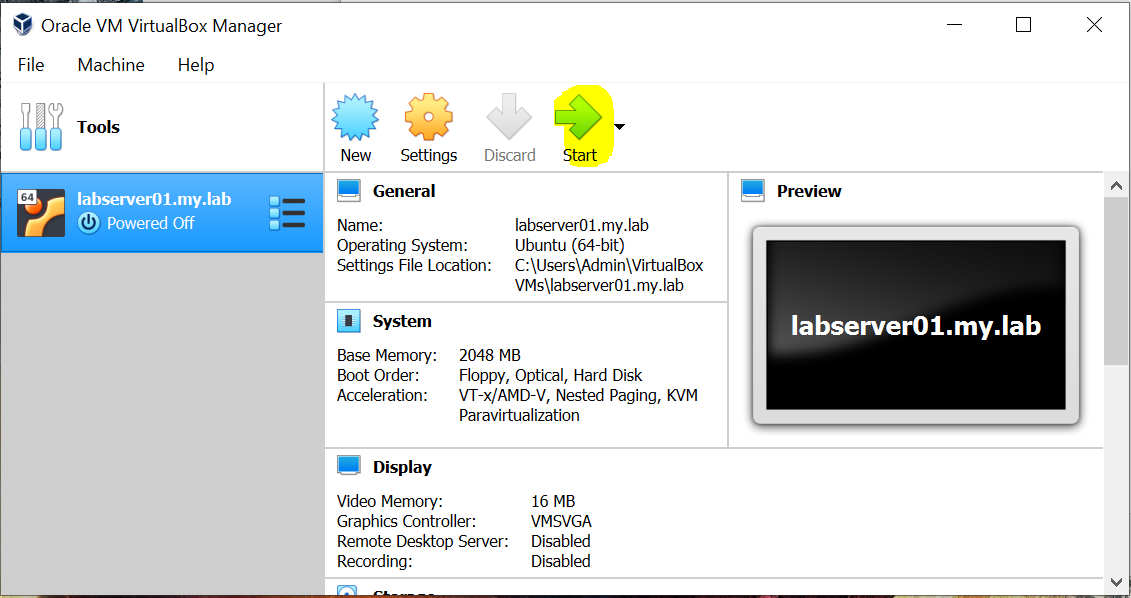 Oracle VM VirtualBox Manager
File Machine Help
Tools
New Settings Discard Start
64
labserver01.my.lab
Powered Off
General
Name: labserver01.my.lab
Operating System: Ubuntu (64-bit)
Settings File Location: C:\Users\Admin\VirtualBox
VMs\labserver01.my.lab
Preview
labserver01.my.lab
System
Base Memory: 2048 MB
Boot Order: Floppy, Optical, Hard Disk
Acceleration: VT-x/AMD-V, Nested Paging, KVM
Paravirtualization
Display
Video Memory: 16 MB
Graphics Controller: VMSVGA
Remote Desktop Server: Disabled
Recording: Disabled
Storage